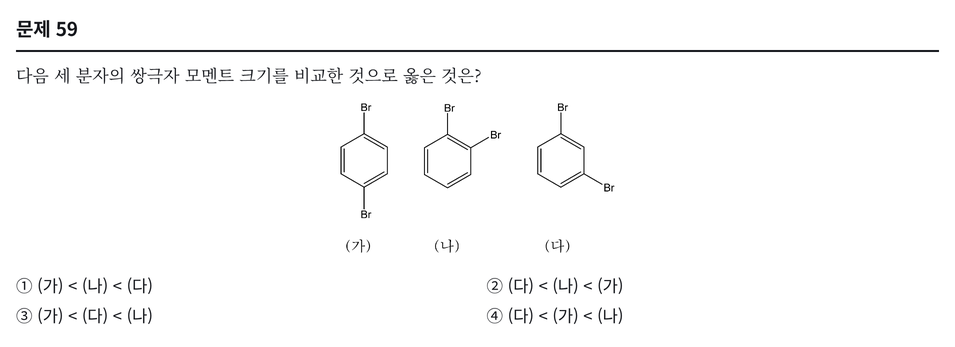 문제 59
다음 세 분자의 쌍극자 모멘트 크기를 비교한 것으로 옳은 것은?
Br Br Br
Br
Br
Br
(가) (나) (다)
① (가) < (나) < (다) ② (다) < (나) < (가)
③ (가) < (다) < (나) ④ (다) < (가) < (나)